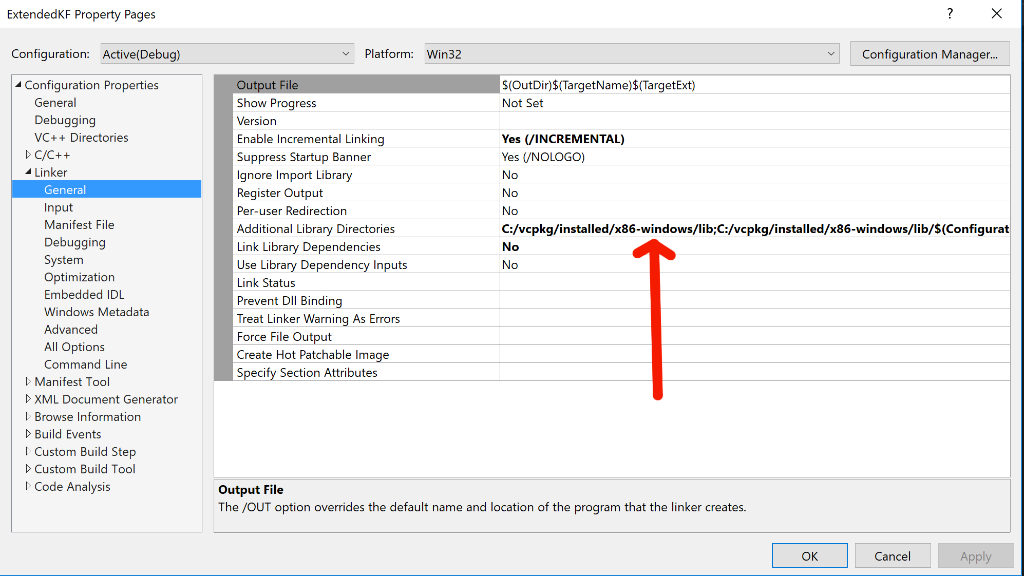 ExtendedKF Property Pages
?
Configuration: Active(Debug) Platform: Win32 Configuration Manager...
Configuration Properties
General
Debugging
VC++ Directories
C/C++
Linker
General
Input
Manifest File
Debugging
System
Optimization
Embedded IDL
Windows Metadata
Advanced
All Options
Command Line
Manifest Tool
XML Document Generator
Browse Information
Build Events
Custom Build Step
Custom Build Tool
Code Analysis
Output File $(OutDir)$(TargetName)$(TargetExt)
Show Progress Not Set
Version
Enable Incremental Linking Yes (/INCREMENTAL)
Suppress Startup Banner Yes (/NOLOGO)
Ignore Import Library No
Register Output No
Per-user Redirection No
Additional Library Directories C:/vcpkg/installed/x86-windows/lib;C:/vcpkg/installed/x86-windows/lib/$(Configurat
Link Library Dependencies No
Use Library Dependency Inputs No
Link Status
Prevent Dll Binding
Treat Linker Warning As Errors
Force File Output
Create Hot Patchable Image
Specify Section Attributes
Output File
The /OUT option overrides the default name and location of the program that the linker creates.
OK Cancel Apply